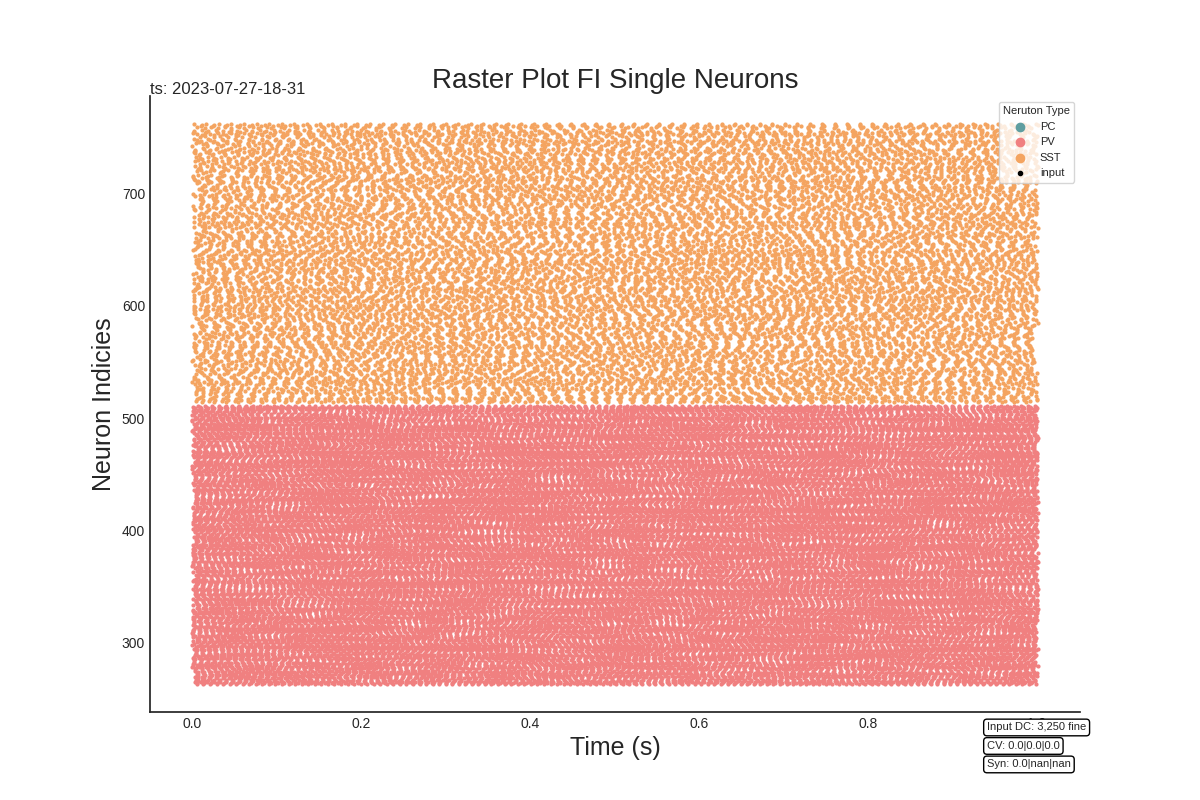 Raster Plot FI Single Neurons
ts: 2023-07-27-18-31
Neruton Type
PC
PV
SST
input
Neuron Indicies
700
600
500
400
300
0.0 0.2 0.4 0.6 0.8
Time (s)
Input DC: 3,250 fine
CV: 0.0|0.0|0.0
Syn: 0.0|nan|nan